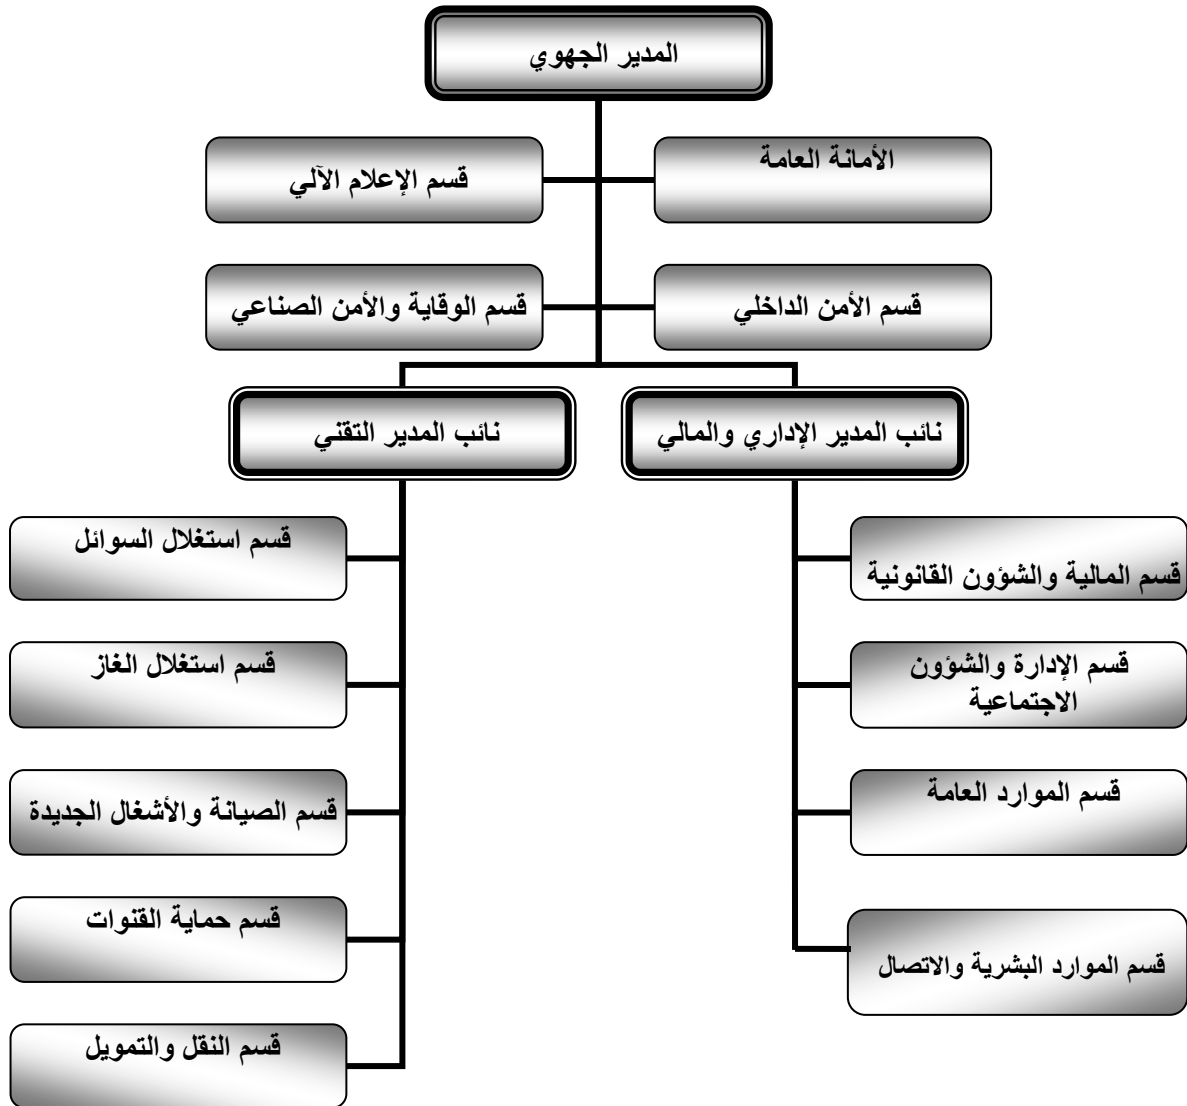 المدير الجهوي
الأمانة العامة
قسم الإعلام الآلي
قسم الأمن الداخلي
قسم الوقاية والأمن الصناعي
نائب المدير الإداري والمالي
نائب المدير التقني
قسم المالية والشؤون القانونية
قسم استغلال السوائل
قسم الإدارة والشؤون
الاجتماعية
قسم استغلال الغاز
قسم الموارد العامة
قسم الصيانة والأشغال الجديدة
قسم الموارد البشرية والاتصال
قسم حماية القنوات
قسم النقل والتمويل